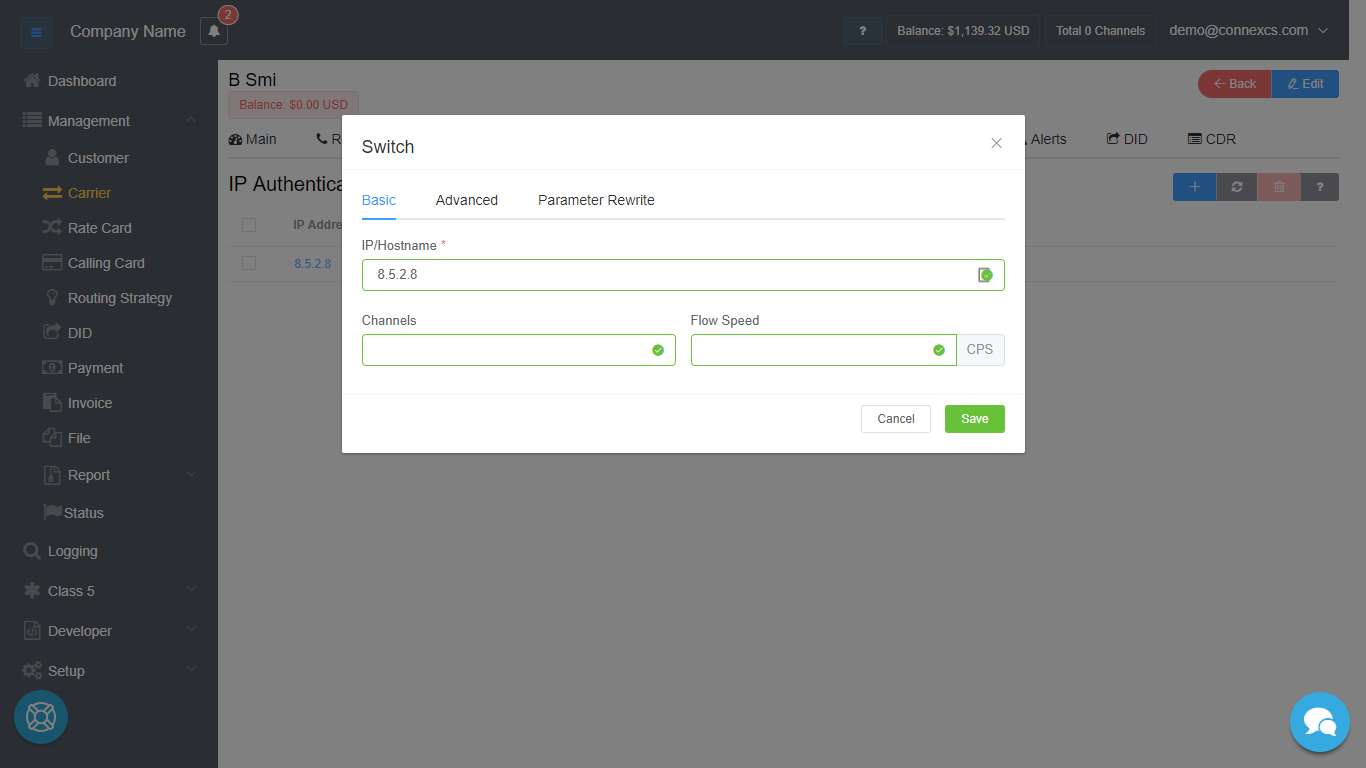 Company Name
2
?
Balance: $1,139.32 USD
Total 0 Channels
demo@connexcs.com
Dashboard
Management
Customer
Carrier
Rate Card
Calling Card
Routing Strategy
DID
Payment
Invoice
File
Report
Status
Logging
Class 5
Developer
Setup
B Smi
Balance: $0.00 USD
Back
Edit
Main
R
Alerts
DID
CDR
IP Authentica
?
IP Addre
8.5.2.8
Switch
Basic
Advanced
Parameter Rewrite
IP/Hostname *
8.5.2.8
Channels
Flow Speed
CPS
Cancel
Save